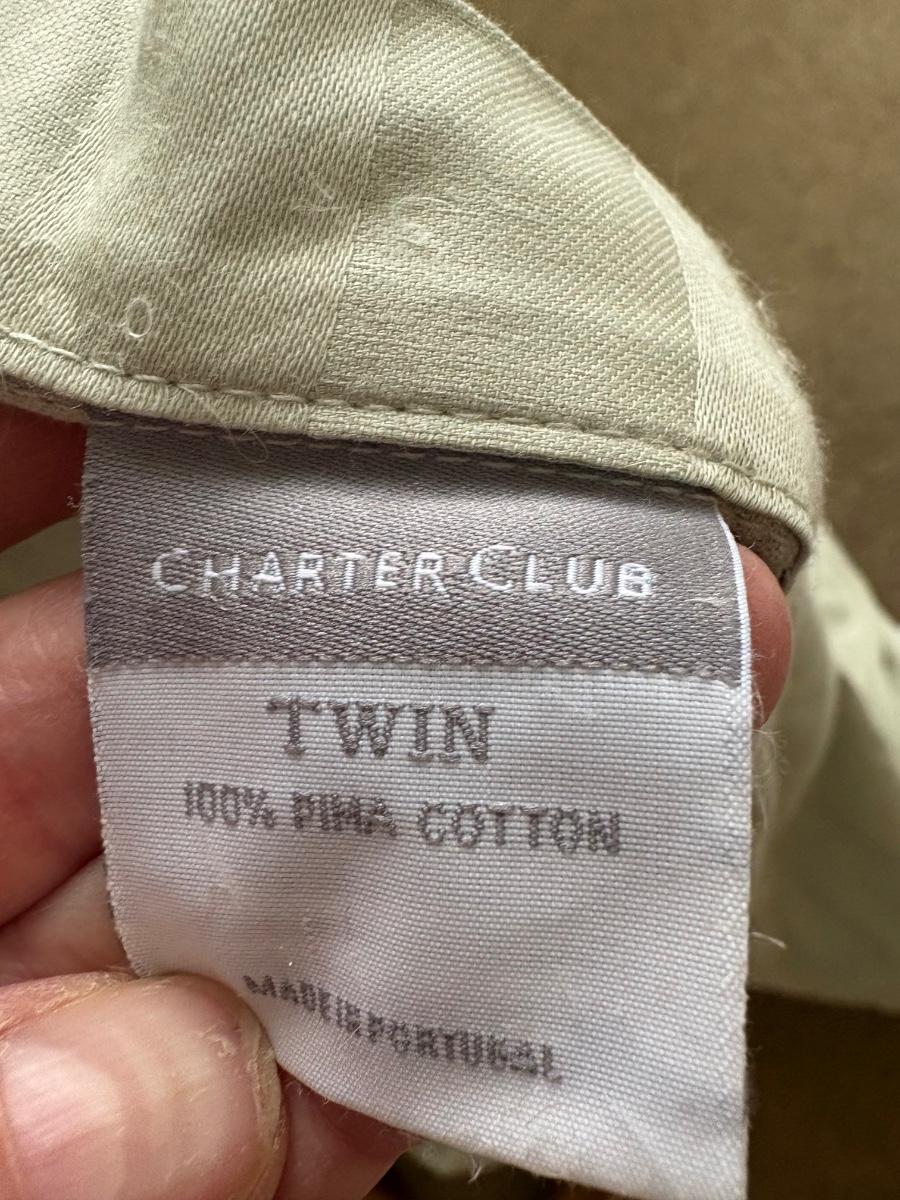 CHARTER CLUB
TWIN
100% PIMA COTTON
MADE IN PORTUGAL